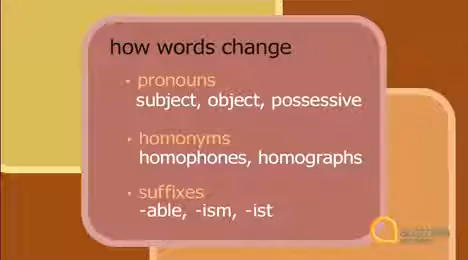 how words change
· pronouns
subject, object, possessive
· homonyms
homophones, homographs
· suffixes
-able, -ism, -ist